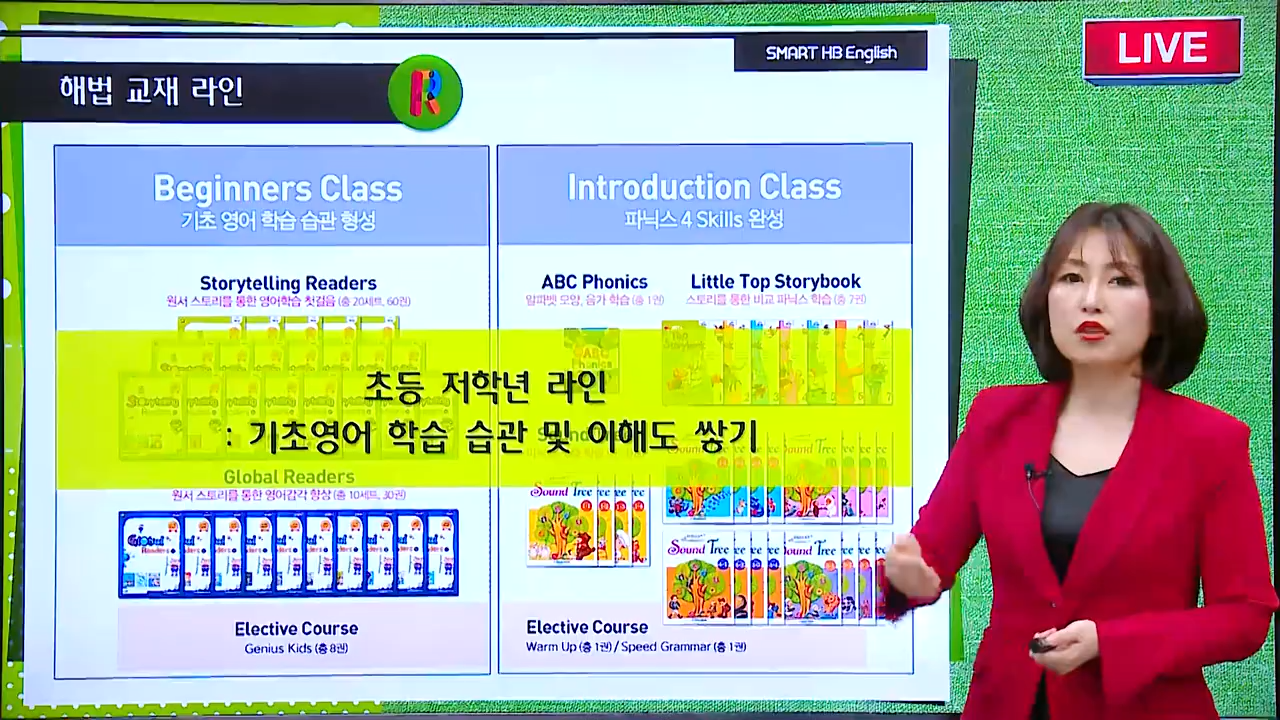 SMART HB English
LIVE
해법 교재 라인
R
Beginners Class
기초 영어 학습 습관 형성
Storytelling Readers
원서 스토리를 통한 영어학습 첫걸음 (총 20세트, 60권)
초등 저학년 라인
: 기초영어 학습 습관 및 이해도 쌓기
Global Readers
원서 스토리를 통한 영어감각 향상 (총 10세트, 30권)
Global
Readers
Elective Course
Genius Kids (총 8권)
Introduction Class
파닉스 4 Skills 완성
ABC Phonics
알파벳 모양, 음가 학습 (총 1권)
Little Top Storybook
스토리를 통한 비교 파닉스 학습 (총 7권)
ABC
Phonics
Sound Tree
Sound Tree
Sound Tree
Elective Course
Warm Up (총 1권) / Speed Grammar (총 1권)